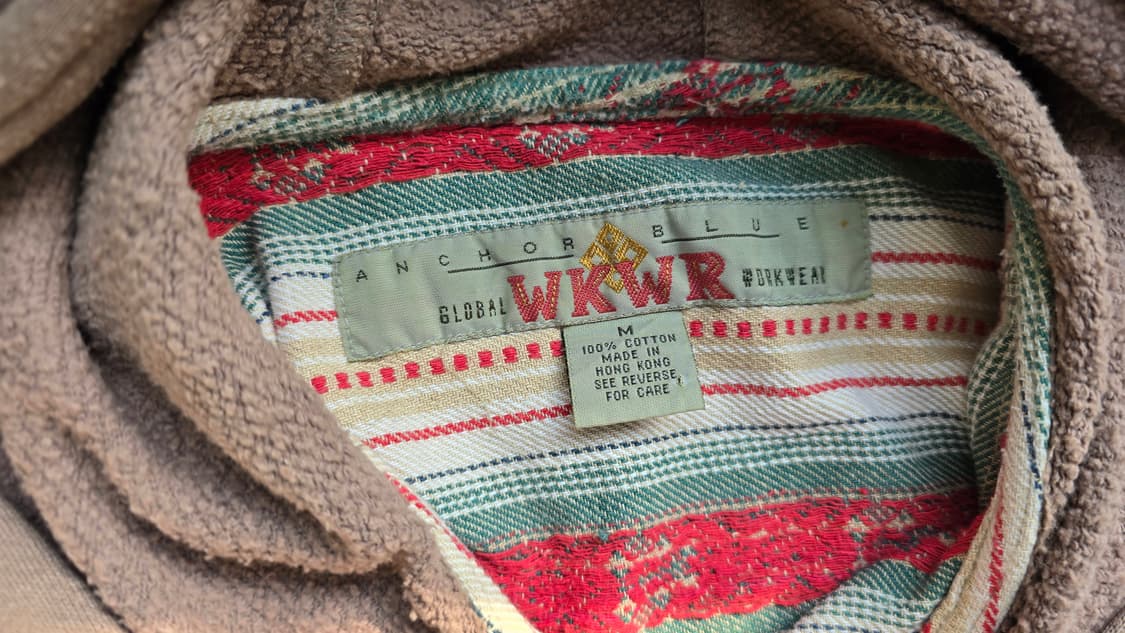 ANCHOR BLUE
GLOBAL WKWR WORKWEAR
M
100% COTTON
MADE IN
HONG KONG
SEE REVERSE
FOR CARE